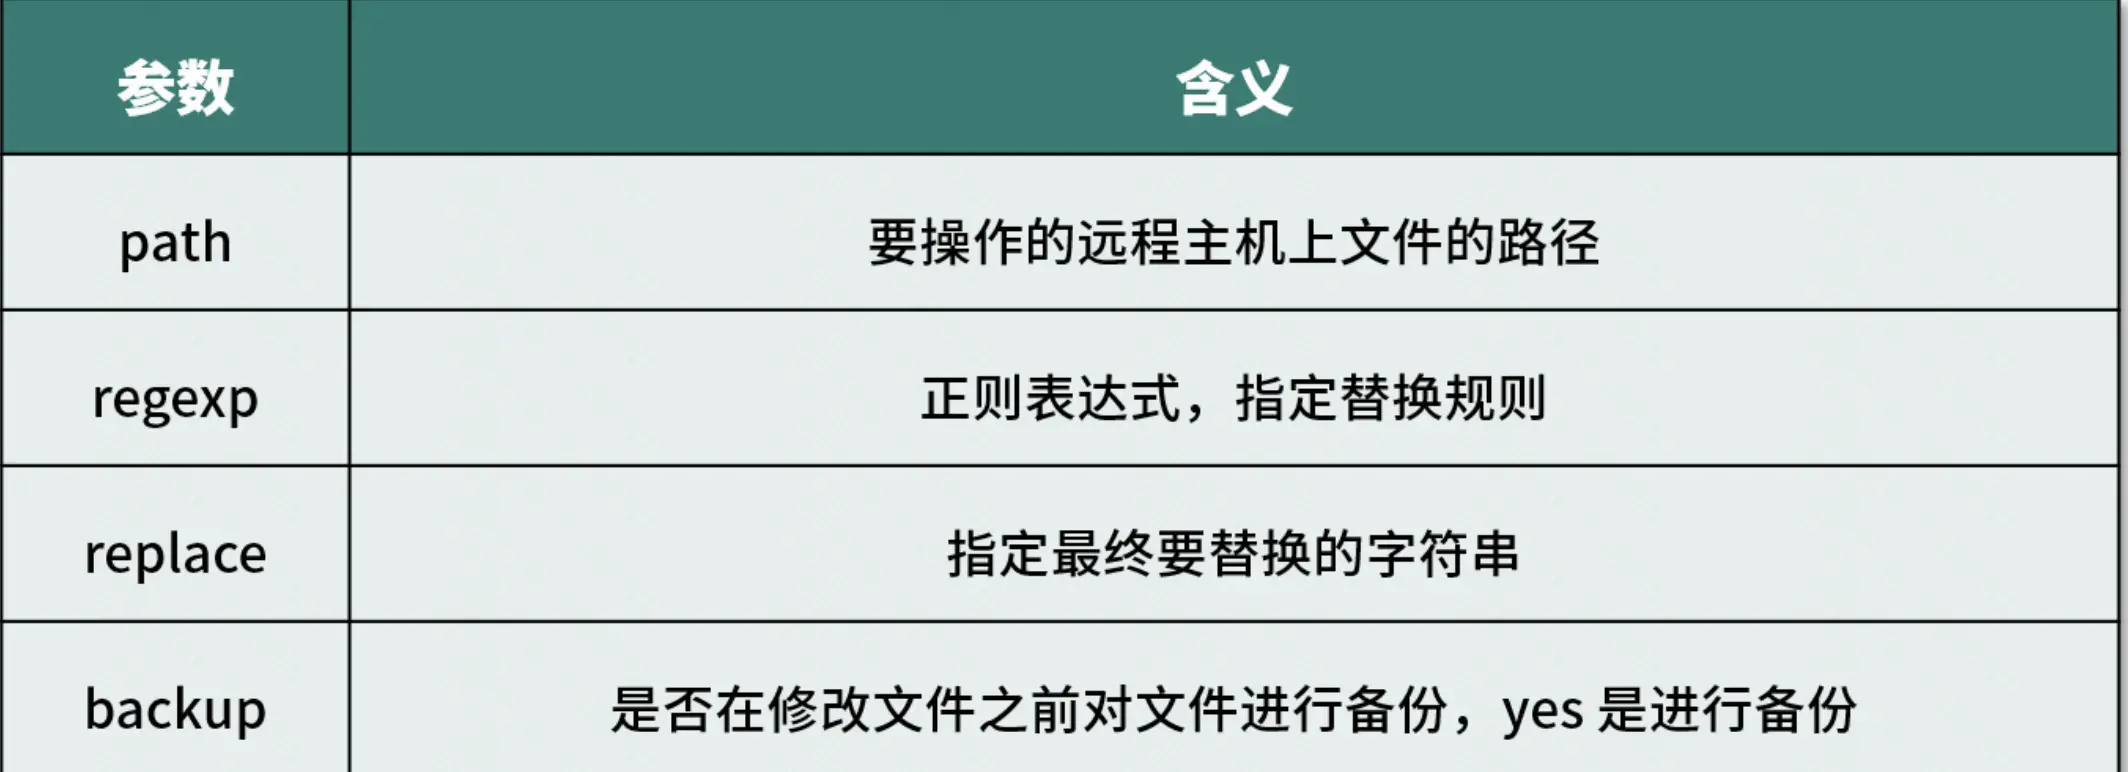 参数 含义
path 要操作的远程主机上文件的路径
regexp 正则表达式，指定替换规则
replace 指定最终要替换的字符串
backup 是否在修改文件之前对文件进行备份，yes 是进行备份